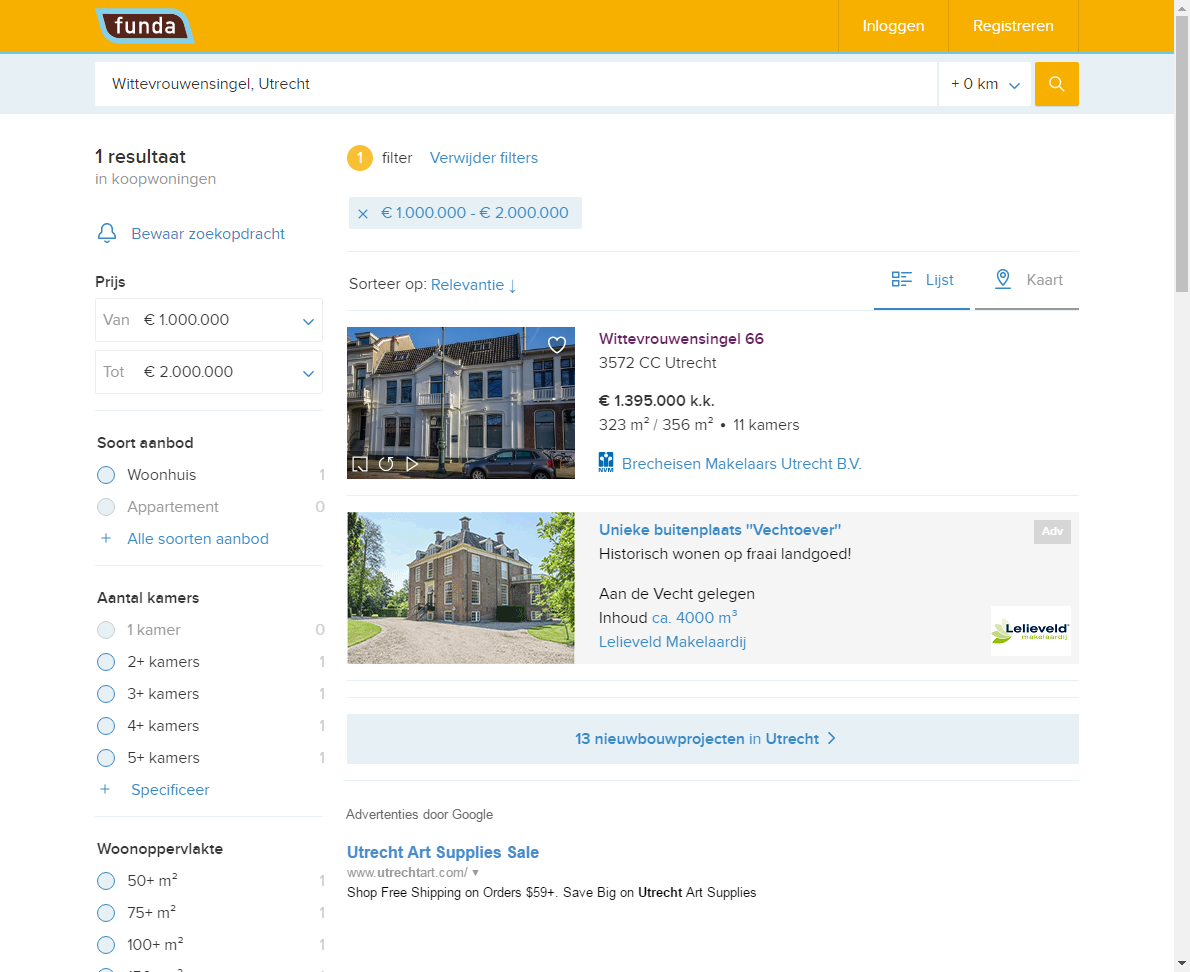 funda
Inloggen
Registreren
Wittevrouwensingel, Utrecht
+ 0 km
1 resultaat
in koopwoningen
Bewaar zoekopdracht
Prijs
Van € 1.000.000
Tot € 2.000.000
Soort aanbod
Woonhuis 1
Appartement 0
+ Alle soorten aanbod
Aantal kamers
1 kamer 0
2+ kamers 1
3+ kamers 1
4+ kamers 1
5+ kamers 1
+ Specificeer
Woonoppervlakte
50+ m² 1
75+ m² 1
100+ m² 1
1 filter Verwijder filters
× € 1.000.000 - € 2.000.000
Sorteer op: Relevantie ↓
Lijst
Kaart
Wittevrouwensingel 66
3572 CC Utrecht
€ 1.395.000 k.k.
323 m² / 356 m² • 11 kamers
NVM Brecheisen Makelaars Utrecht B.V.
Unieke buitenplaats "Vechtoever"
Adv
Historisch wonen op fraai landgoed!
Aan de Vecht gelegen
Inhoud ca. 4000 m³
Lelieveld Makelaardij
Lelieveld
makelaardij
13 nieuwbouwprojecten in Utrecht >
Advertenties door Google
Utrecht Art Supplies Sale
www.utrechtart.com/ ▾
Shop Free Shipping on Orders $59+. Save Big on Utrecht Art Supplies